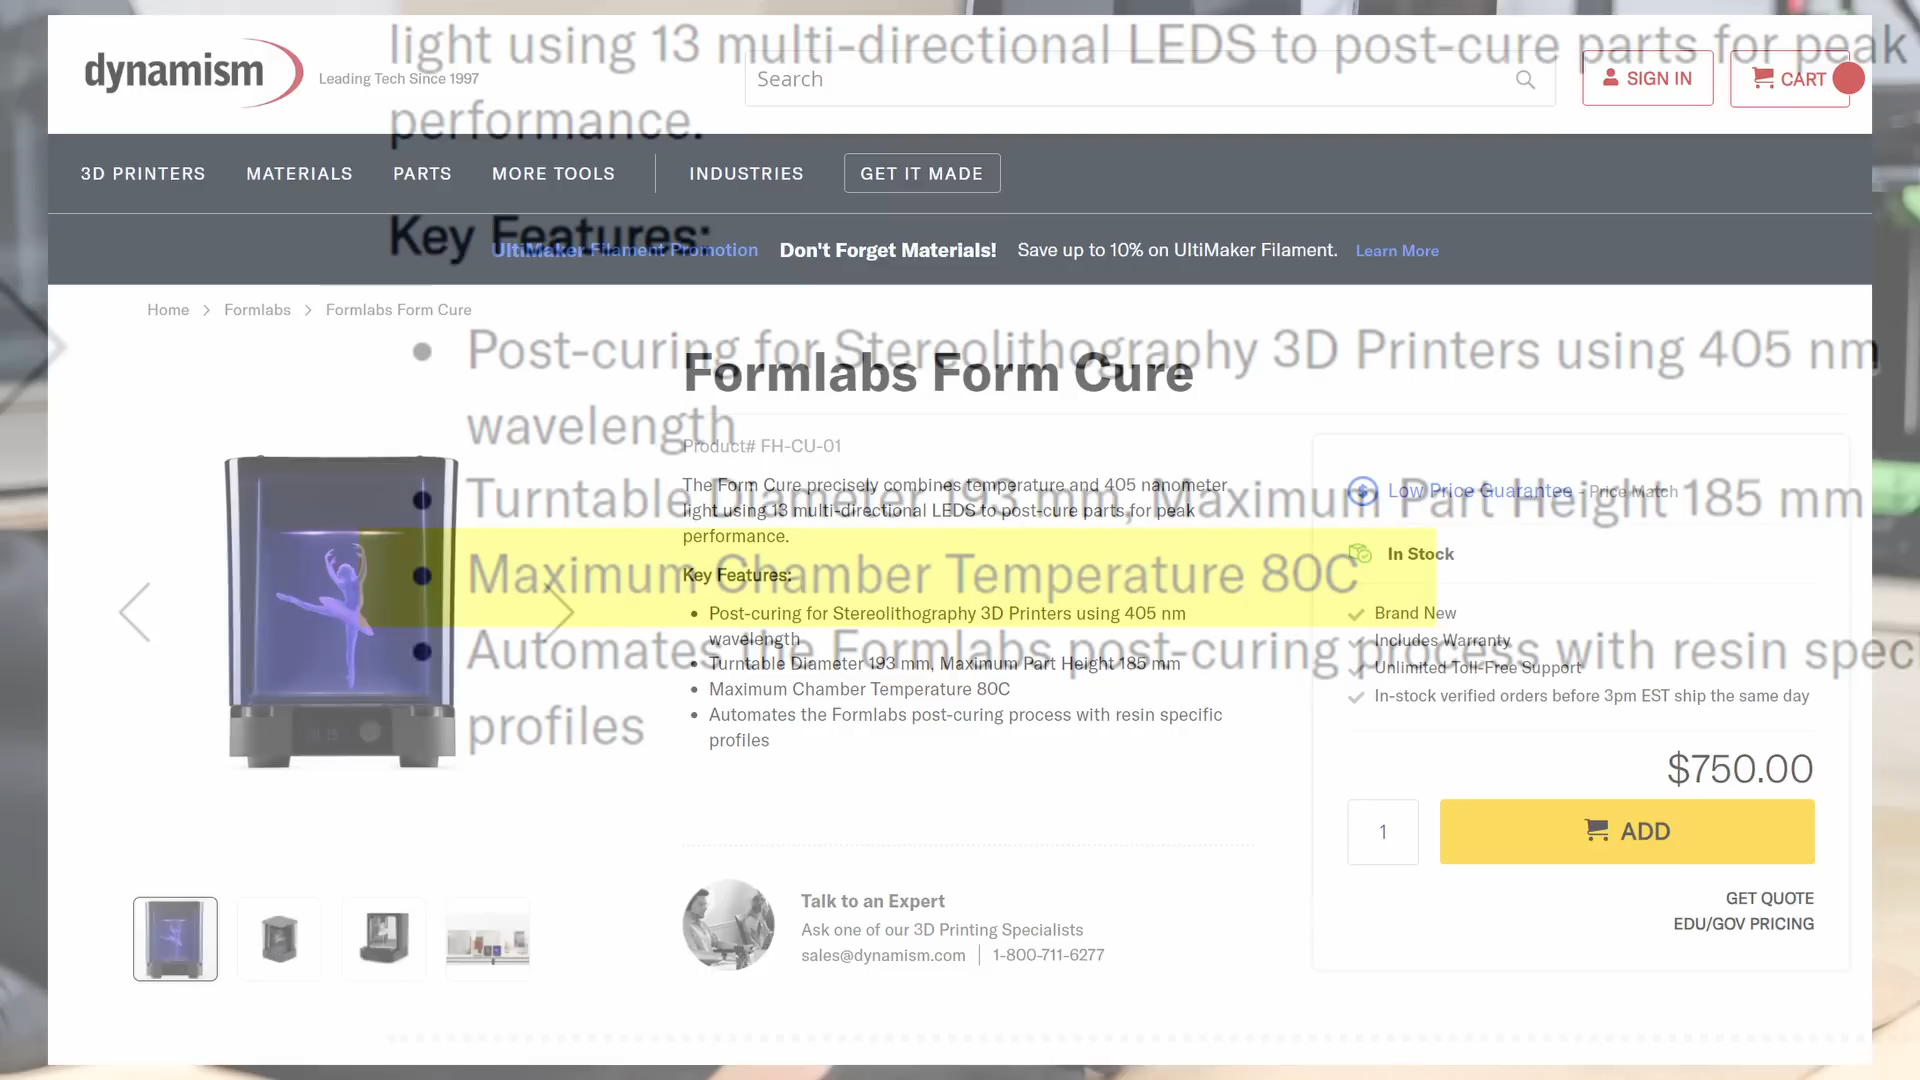 light using 13 multi-directional LEDS to post-cure parts for peak
performance.
Key Features:
Post-curing for Stereolithography 3D Printers using 405 nm
wavelength
Turntable Diameter 193 mm, Maximum Part Height 185 mm
Maximum Chamber Temperature 80C
Automates the Formlabs post-curing process with resin spec
profiles
dynamism
Leading Tech Since 1997
Search
SIGN IN
CART
3D PRINTERS
MATERIALS
PARTS
MORE TOOLS
INDUSTRIES
GET IT MADE
UltiMaker Filament Promotion Don't Forget Materials! Save up to 10% on UltiMaker Filament. Learn More
Home > Formlabs > Formlabs Form Cure
Formlabs Form Cure
Product# FH-CU-01
The Form Cure precisely combines temperature and 405 nanometer
light using 13 multi-directional LEDS to post-cure parts for peak
performance.
Key Features:
Post-curing for Stereolithography 3D Printers using 405 nm
wavelength
Turntable Diameter 193 mm, Maximum Part Height 185 mm
Maximum Chamber Temperature 80C
Automates the Formlabs post-curing process with resin specific
profiles
Talk to an Expert
Ask one of our 3D Printing Specialists
sales@dynamism.com | 1-800-711-6277
Low Price Guarantee - Price Match
In Stock
Brand New
Includes Warranty
Unlimited Toll-Free Support
In-stock verified orders before 3pm EST ship the same day
$750.00
1
ADD
GET QUOTE
EDU/GOV PRICING